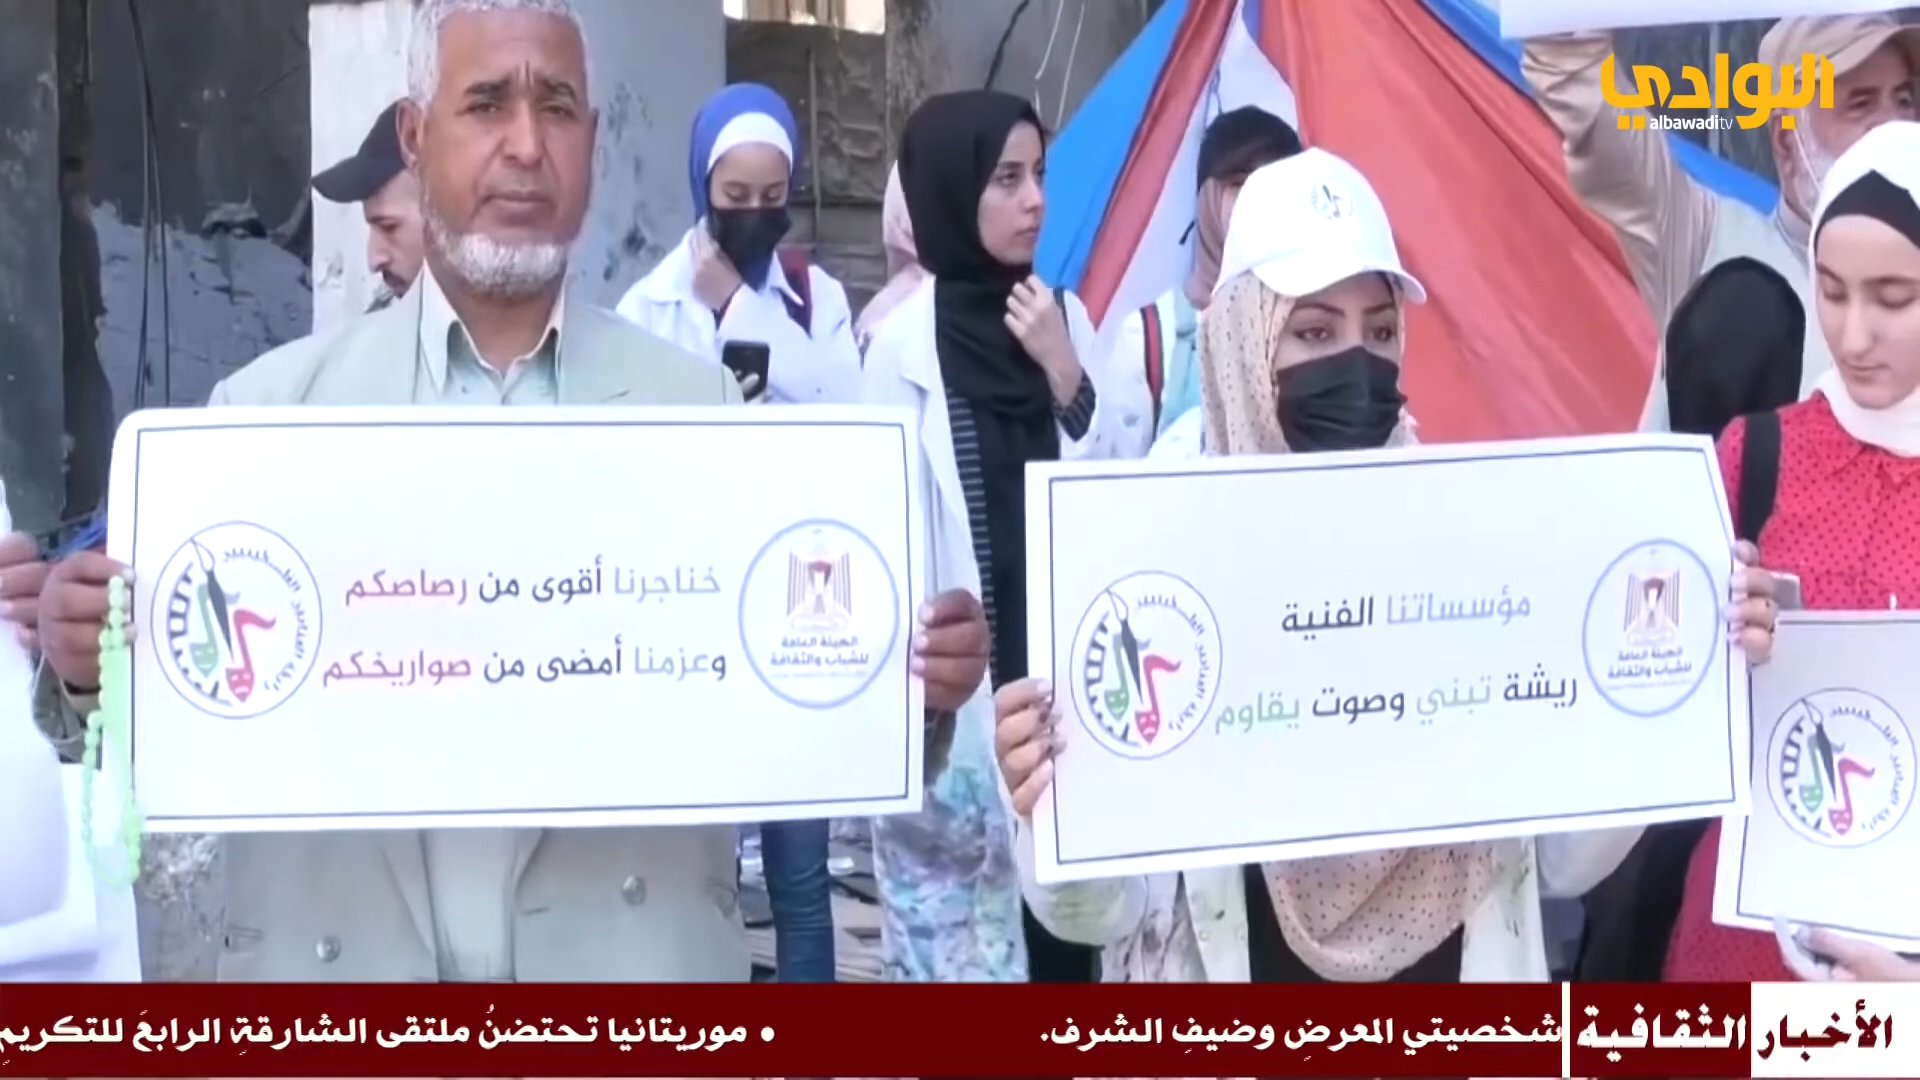 البوادي
albawaditv
خناجرنا أقوى من رصاصكم
وعزمنا أمضى من صواريخكم
الهيئة العامة
للشباب والثقافة
مؤسساتنا الفنية
ريشة تبني وصوت يقاوم
الهيئة العامة
للشباب والثقافة
الأخبار الثقافية
شخصيتي المعرضِ وضيفِ الشرف.
• موريتانيا تحتضنُ ملتقى الشارقةِ الرابعَ للتكريمِ